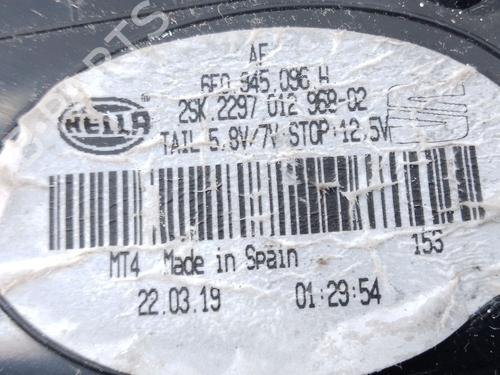 AF
6F0.945.096 H
2SK.2297 012 968-02
HELLA
TAIL 5,8V/7V STOP:12.5V
MT4 Made in Spain 153
22.03.19 01:29:54